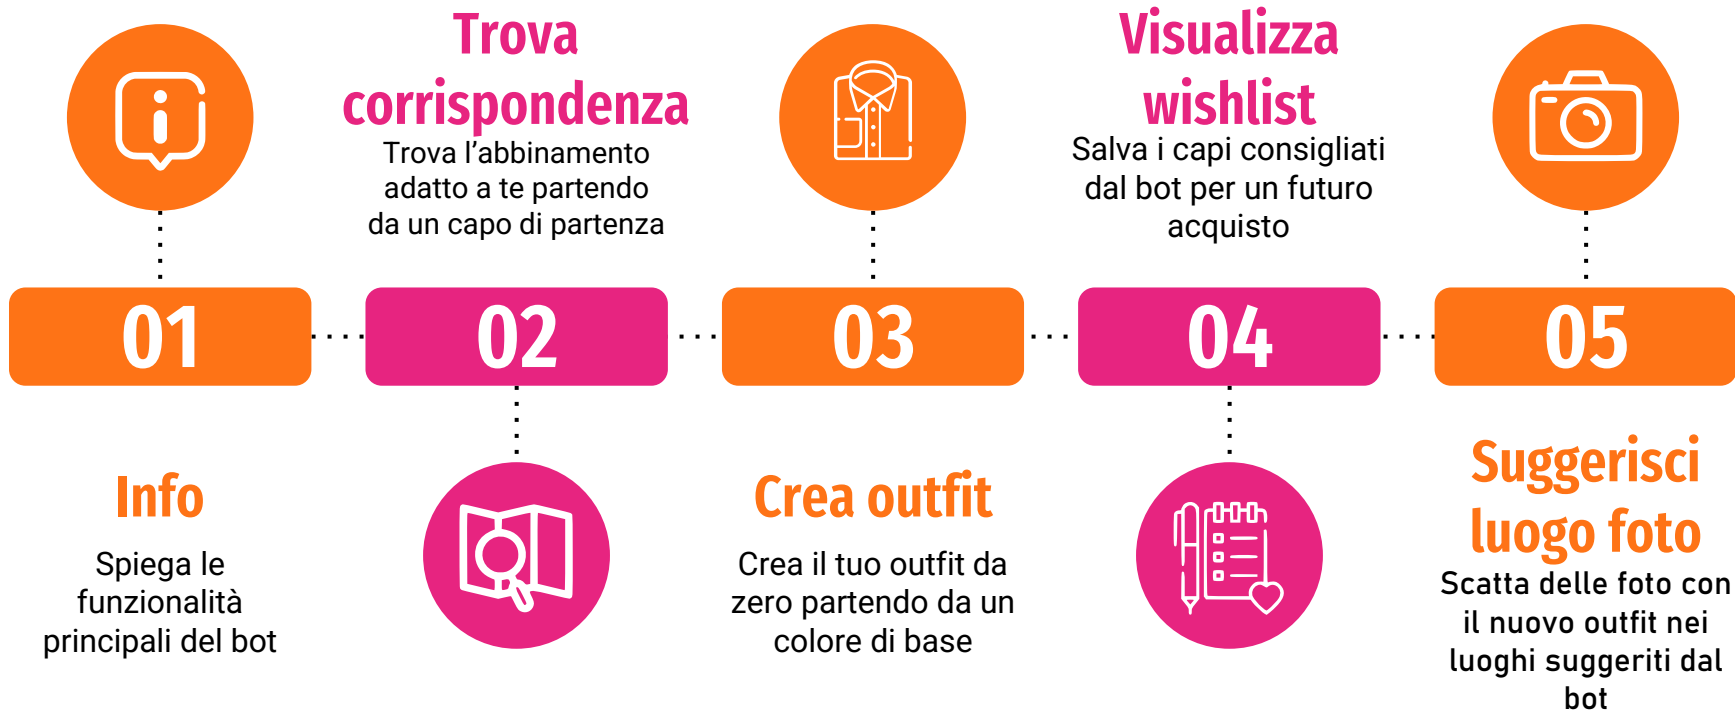 01
Info
Spiega le
funzionalità
principali del bot
Trova
corrispondenza
Trova l’abbinamento
adatto a te partendo
da un capo di partenza
02
03
Crea outfit
Crea il tuo outfit da
zero partendo da un
colore di base
Visualizza
wishlist
Salva i capi consigliati
dal bot per un futuro
acquisto
04
05
Suggerisci
luogo foto
Scatta delle foto con
il nuovo outfit nei
luoghi suggeriti dal
bot